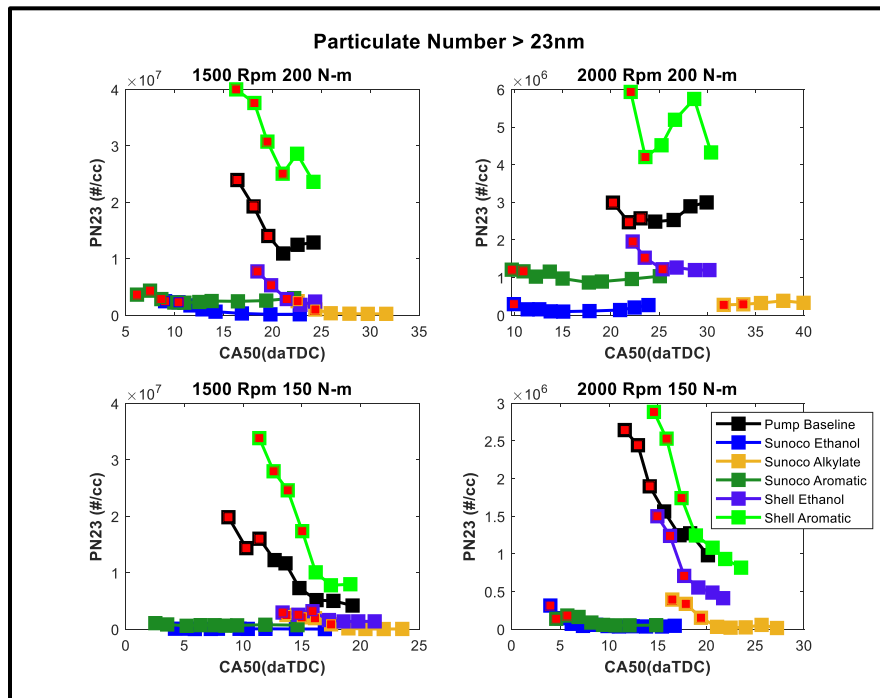 Particulate Number > 23nm
1500 Rpm 200 N-m
×10^7
PN23 (#/cc)
4
3
2
1
0
5 10 15 20 25 30 35
CA50(daTDC)
2000 Rpm 200 N-m
×10^6
PN23 (#/cc)
6
5
4
3
2
1
0
10 15 20 25 30 35 40
CA50(daTDC)
1500 Rpm 150 N-m
×10^7
PN23 (#/cc)
4
3
2
1
0
0 5 10 15 20 25
CA50(daTDC)
2000 Rpm 150 N-m
×10^6
PN23 (#/cc)
3
2.5
2
1.5
1
0.5
0
0 5 10 15 20 25 30
CA50(daTDC)
Pump Baseline
Sunoco Ethanol
Sunoco Alkylate
Sunoco Aromatic
Shell Ethanol
Shell Aromatic